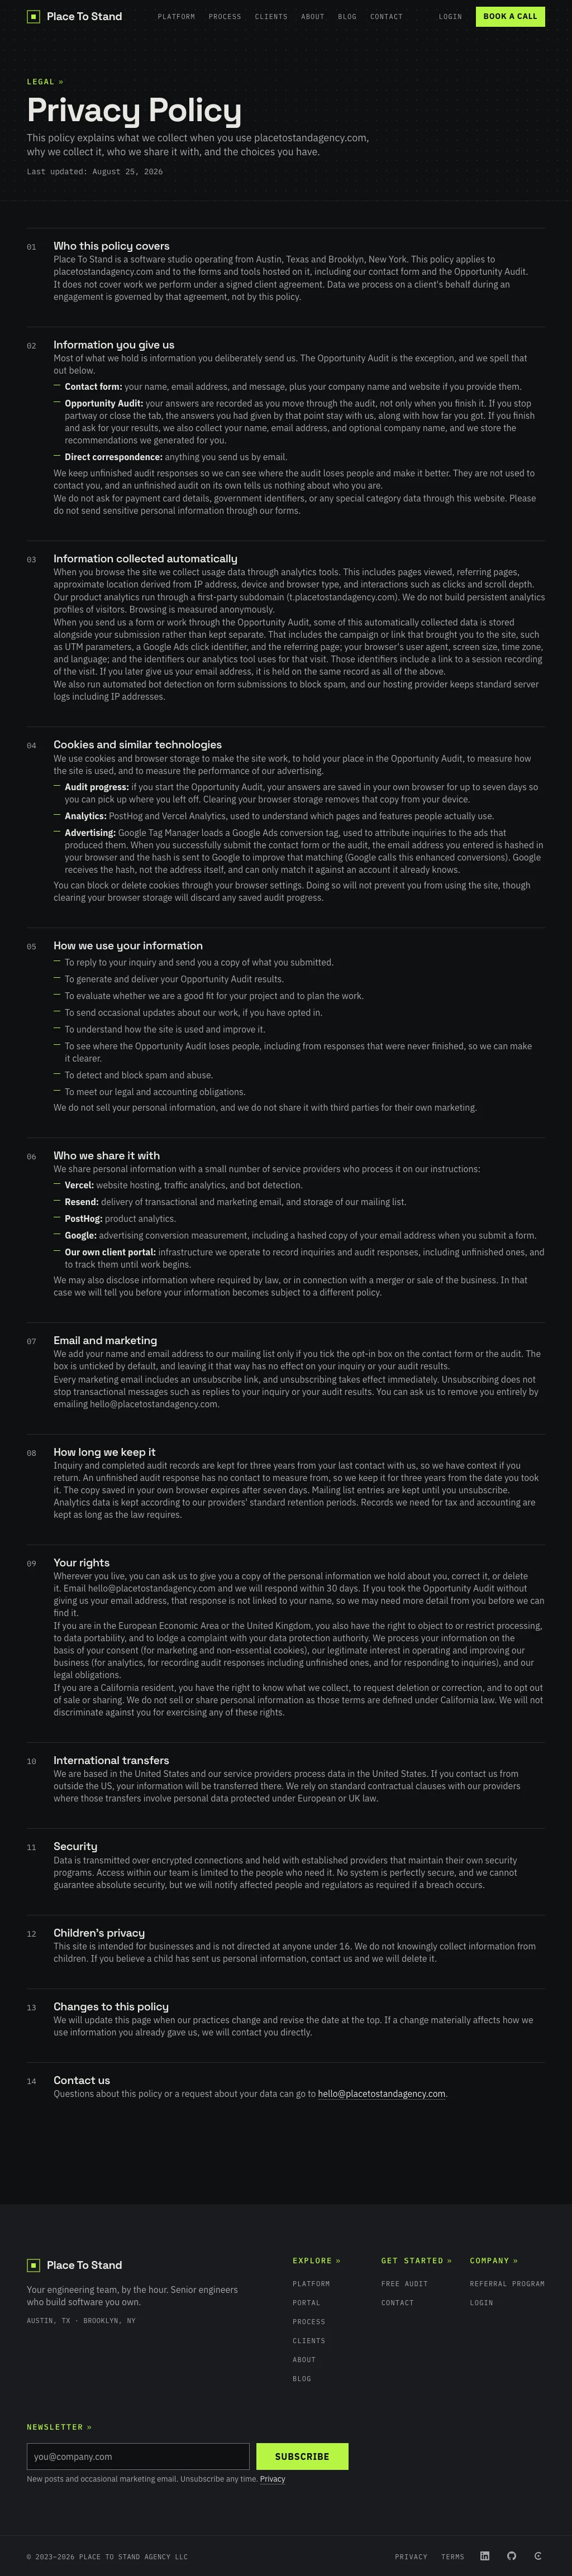 Place To Stand
PLATFORM PROCESS CLIENTS ABOUT BLOG CONTACT
LOGIN BOOK A CALL
LEGAL »
Privacy Policy
This policy explains what we collect when you use placetostandagency.com,
why we collect it, who we share it with, and the choices you have.
Last updated: August 25, 2026
01 Who this policy covers
Place To Stand is a software studio operating from Austin, Texas and Brooklyn, New York. This policy applies to
placetostandagency.com and to the forms and tools hosted on it, including our contact form and the Opportunity Audit.
It does not cover work we perform under a signed client agreement. Data we process on a client's behalf during an
engagement is governed by that agreement, not by this policy.
02 Information you give us
Most of what we hold is information you deliberately send us. The Opportunity Audit is the exception, and we spell that
out below.
— Contact form: your name, email address, and message, plus your company name and website if you provide them.
— Opportunity Audit: your answers are recorded as you move through the audit, not only when you finish it. If you stop
partway or close the tab, the answers you had given by that point stay with us, along with how far you got. If you finish
and ask for your results, we also collect your name, email address, and optional company name, and we store the
recommendations we generated for you.
— Direct correspondence: anything you send us by email.
We keep unfinished audit responses so we can see where the audit loses people and make it better. They are not used to
contact you, and an unfinished audit on its own tells us nothing about who you are.
We do not ask for payment card details, government identifiers, or any special category data through this website. Please
do not send sensitive personal information through our forms.
03 Information collected automatically
When you browse the site we collect usage data through analytics tools. This includes pages viewed, referring pages,
approximate location derived from IP address, device and browser type, and interactions such as clicks and scroll depth.
Our product analytics run through a first-party subdomain (t.placetostandagency.com). We do not build persistent analytics
profiles of visitors. Browsing is measured anonymously.
When you send us a form or work through the Opportunity Audit, some of this automatically collected data is stored
alongside your submission rather than kept separate. That includes the campaign or link that brought you to the site, such
as UTM parameters, a Google Ads click identifier, and the referring page; your browser's user agent, screen size, time zone,
and language; and the identifiers our analytics tool uses for that visit. Those identifiers include a link to a session recording
of the visit. If you later give us your email address, it is held on the same record as all of the above.
We also run automated bot detection on form submissions to block spam, and our hosting provider keeps standard server
logs including IP addresses.
04 Cookies and similar technologies
We use cookies and browser storage to make the site work, to hold your place in the Opportunity Audit, to measure how
the site is used, and to measure the performance of our advertising.
— Audit progress: if you start the Opportunity Audit, your answers are saved in your own browser for up to seven days so
you can pick up where you left off. Clearing your browser storage removes that copy from your device.
— Analytics: PostHog and Vercel Analytics, used to understand which pages and features people actually use.
— Advertising: Google Tag Manager loads a Google Ads conversion tag, used to attribute inquiries to the ads that
produced them. When you successfully submit the contact form or the audit, the email address you entered is hashed in
your browser and the hash is sent to Google to improve that matching (Google calls this enhanced conversions). Google
receives the hash, not the address itself, and can only match it against an account it already knows.
You can block or delete cookies through your browser settings. Doing so will not prevent you from using the site, though
clearing your browser storage will discard any saved audit progress.
05 How we use your information
— To reply to your inquiry and send you a copy of what you submitted.
— To generate and deliver your Opportunity Audit results.
— To evaluate whether we are a good fit for your project and to plan the work.
— To send occasional updates about our work, if you have opted in.
— To understand how the site is used and improve it.
— To see where the Opportunity Audit loses people, including from responses that were never finished, so we can make
it clearer.
— To detect and block spam and abuse.
— To meet our legal and accounting obligations.
We do not sell your personal information, and we do not share it with third parties for their own marketing.
06 Who we share it with
We share personal information with a small number of service providers who process it on our instructions:
— Vercel: website hosting, traffic analytics, and bot detection.
— Resend: delivery of transactional and marketing email, and storage of our mailing list.
— PostHog: product analytics.
— Google: advertising conversion measurement, including a hashed copy of your email address when you submit a form.
— Our own client portal: infrastructure we operate to record inquiries and audit responses, including unfinished ones, and
to track them until work begins.
We may also disclose information where required by law, or in connection with a merger or sale of the business. In that
case we will tell you before your information becomes subject to a different policy.
07 Email and marketing
We add your name and email address to our mailing list only if you tick the opt-in box on the contact form or the audit. The
box is unticked by default, and leaving it that way has no effect on your inquiry or your audit results.
Every marketing email includes an unsubscribe link, and unsubscribing takes effect immediately. Unsubscribing does not
stop transactional messages such as replies to your inquiry or your audit results. You can ask us to remove you entirely by
emailing hello@placetostandagency.com.
08 How long we keep it
Inquiry and completed audit records are kept for three years from your last contact with us, so we have context if you
return. An unfinished audit response has no contact to measure from, so we keep it for three years from the date you took
it. The copy saved in your own browser expires after seven days. Mailing list entries are kept until you unsubscribe.
Analytics data is kept according to our providers' standard retention periods. Records we need for tax and accounting are
kept as long as the law requires.
09 Your rights
Wherever you live, you can ask us to give you a copy of the personal information we hold about you, correct it, or delete
it. Email hello@placetostandagency.com and we will respond within 30 days. If you took the Opportunity Audit without
giving us your email address, that response is not linked to your name, so we may need more detail from you before we can
find it.
If you are in the European Economic Area or the United Kingdom, you also have the right to object to or restrict processing,
to data portability, and to lodge a complaint with your data protection authority. We process your information on the
basis of your consent (for marketing and non-essential cookies), our legitimate interest in operating and improving our
business (for analytics, for recording audit responses including unfinished ones, and for responding to inquiries), and our
legal obligations.
If you are a California resident, you have the right to know what we collect, to request deletion or correction, and to opt out
of sale or sharing. We do not sell or share personal information as those terms are defined under California law. We will not
discriminate against you for exercising any of these rights.
10 International transfers
We are based in the United States and our service providers process data in the United States. If you contact us from
outside the US, your information will be transferred there. We rely on standard contractual clauses with our providers
where those transfers involve personal data protected under European or UK law.
11 Security
Data is transmitted over encrypted connections and held with established providers that maintain their own security
programs. Access within our team is limited to the people who need it. No system is perfectly secure, and we cannot
guarantee absolute security, but we will notify affected people and regulators as required if a breach occurs.
12 Children's privacy
This site is intended for businesses and is not directed at anyone under 16. We do not knowingly collect information from
children. If you believe a child has sent us personal information, contact us and we will delete it.
13 Changes to this policy
We will update this page when our practices change and revise the date at the top. If a change materially affects how we
use information you already gave us, we will contact you directly.
14 Contact us
Questions about this policy or a request about your data can go to hello@placetostandagency.com.
Place To Stand
Your engineering team, by the hour. Senior engineers
who build software you own.
AUSTIN, TX · BROOKLYN, NY
EXPLORE »
PLATFORM
PORTAL
PROCESS
CLIENTS
ABOUT
BLOG
GET STARTED »
FREE AUDIT
CONTACT
COMPANY »
REFERRAL PROGRAM
LOGIN
NEWSLETTER »
you@company.com
SUBSCRIBE
New posts and occasional marketing email. Unsubscribe any time. Privacy
© 2023–2026 PLACE TO STAND AGENCY LLC
PRIVACY TERMS